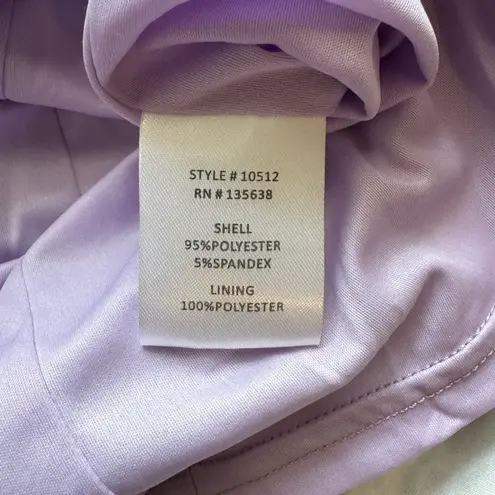 STYLE # 10512
RN # 135638
SHELL
95%POLYESTER
5%SPANDEX
LINING
100%POLYESTER